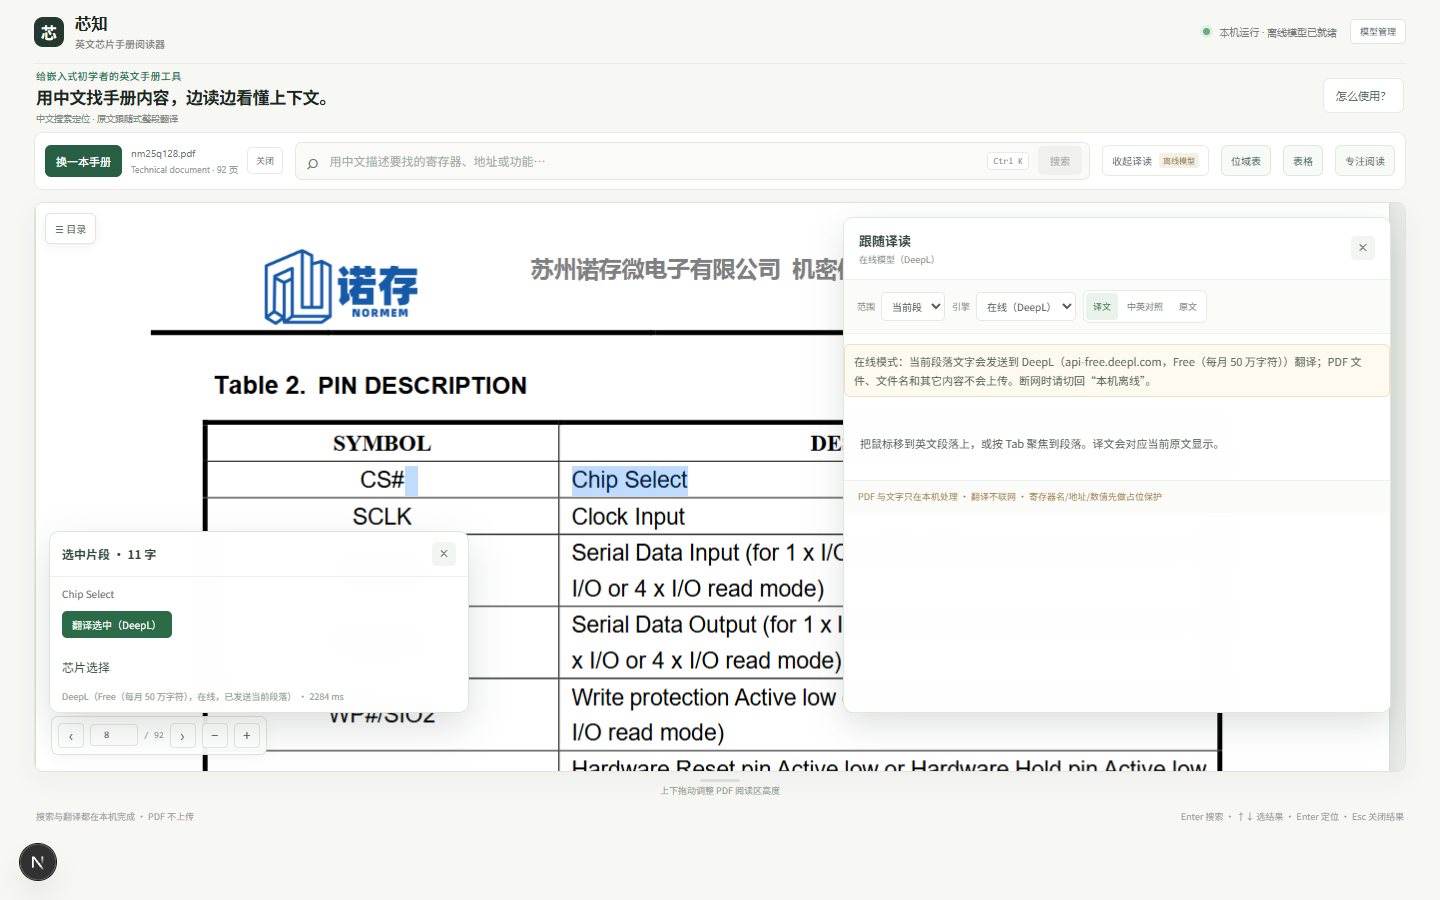 芯 芯知
英文芯片手册阅读器
本机运行 · 离线模型已就绪
模型管理
给嵌入式初学者的英文手册工具
用中文找手册内容，边读边看懂上下文。
中文搜索定位 · 原文跟随式整段翻译
怎么使用？
换一本手册
nm25q128.pdf
Technical document · 92 页
关闭
用中文描述要找的寄存器、地址或功能…
Ctrl K
搜索
收起译读 离线模型
位域表
表格
专注阅读
☰ 目录
诺存
NORMEM
苏州诺存微电子有限公司 机密
Table 2. PIN DESCRIPTION
SYMBOL
CS# Chip Select
SCLK Clock Input
Serial Data Input (for 1 x I/O
I/O or 4 x I/O read mode)
Serial Data Output (for 1 x I
x I/O or 4 x I/O read mode)
WP#/SIO2
Write protection Active low
I/O read mode)
Hardware Reset pin Active low or Hardware Hold pin Active low
跟随译读
在线模型（DeepL）
×
范围 当前段 引擎 在线（DeepL） 译文 中英对照 原文
在线模式：当前段落文字会发送到 DeepL（api-free.deepl.com，Free（每月 50 万字符））翻译；PDF 文
件、文件名和其它内容不会上传。断网时请切回“本机离线”。
把鼠标移到英文段落上，或按 Tab 聚焦到段落。译文会对应当前原文显示。
PDF 与文字只在本机处理 · 翻译不联网 · 寄存器名/地址/数值先做占位保护
选中片段 · 11 字
×
Chip Select
翻译选中（DeepL）
芯片选择
DeepL（Free（每月 50 万字符），在线，已发送当前段落） · 2284 ms
‹ 8 / 92 › − +
上下拖动调整 PDF 阅读区高度
搜索与翻译都在本机完成 · PDF 不上传
Enter 搜索 · ↑↓ 选结果 · Enter 定位 · Esc 关闭结果
N